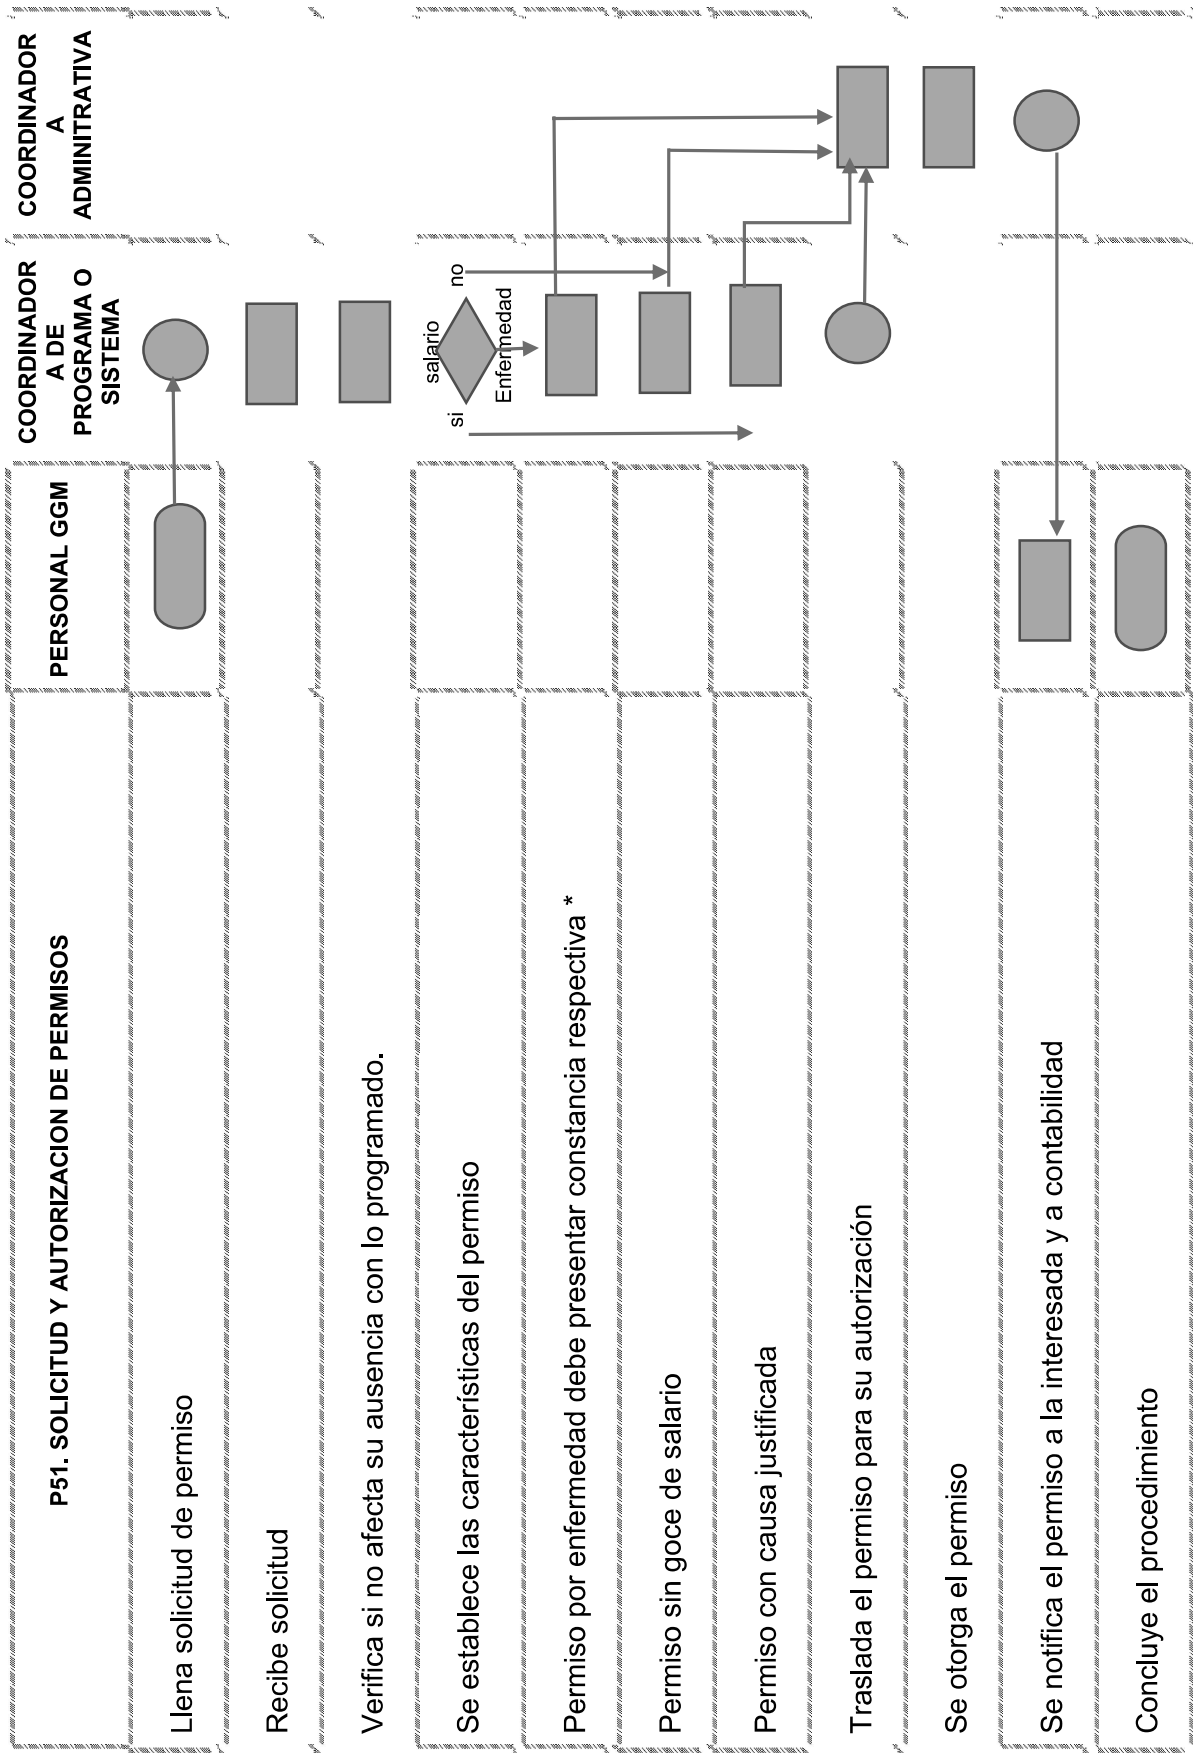 P51. SOLICITUD Y AUTORIZACION DE PERMISOS
PERSONAL GGM
COORDINADOR
A DE
PROGRAMA O
SISTEMA
COORDINADOR
A
ADMINITRATIVA
Llena solicitud de permiso
Recibe solicitud
Verifica si no afecta su ausencia con lo programado.
Se establece las características del permiso
si
salario
no
Enfermedad
Permiso por enfermedad debe presentar constancia respectiva *
Permiso sin goce de salario
Permiso con causa justificada
Traslada el permiso para su autorización
Se otorga el permiso
Se notifica el permiso a la interesada y a contabilidad
Concluye el procedimiento